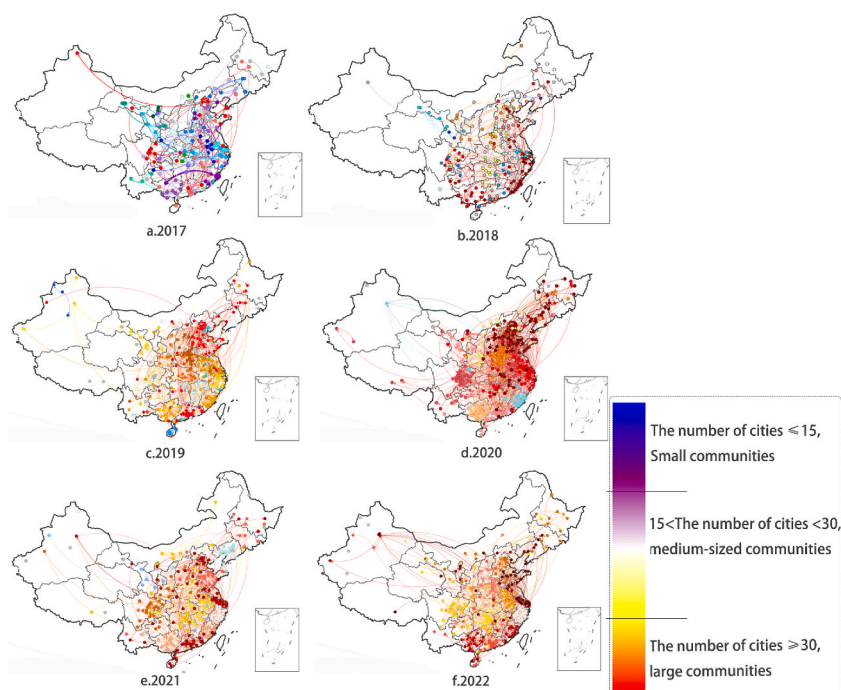 a.2017
b.2018
c.2019
d.2020
The number of cities ⩽15,
Small communities
15<The number of cities <30,
medium-sized communities
The number of cities ⩾30,
large communities
e.2021
f.2022